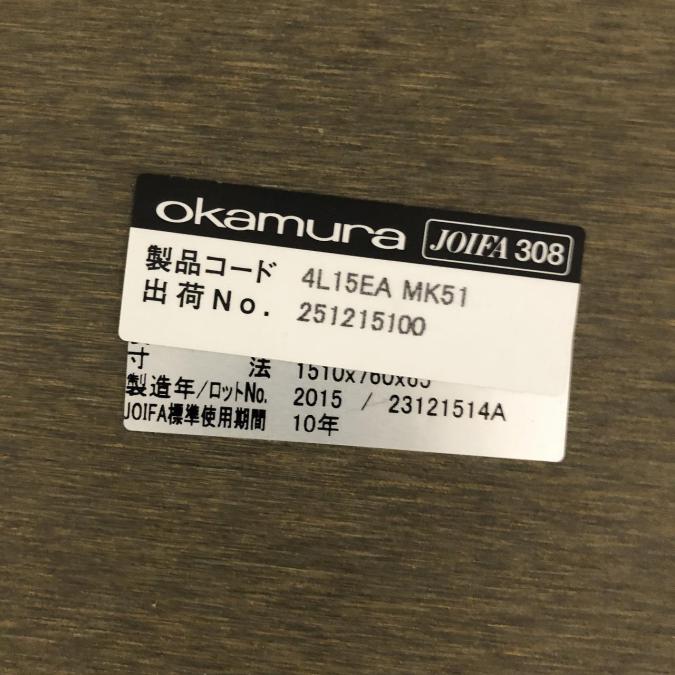 okamura JOIFA 308
製品コード 4L15EA MK51
出荷No. 251215100
寸法 1510x760x65
製造年/ロットNo. 2015 / 23121514A
JOIFA標準使用期間 10年